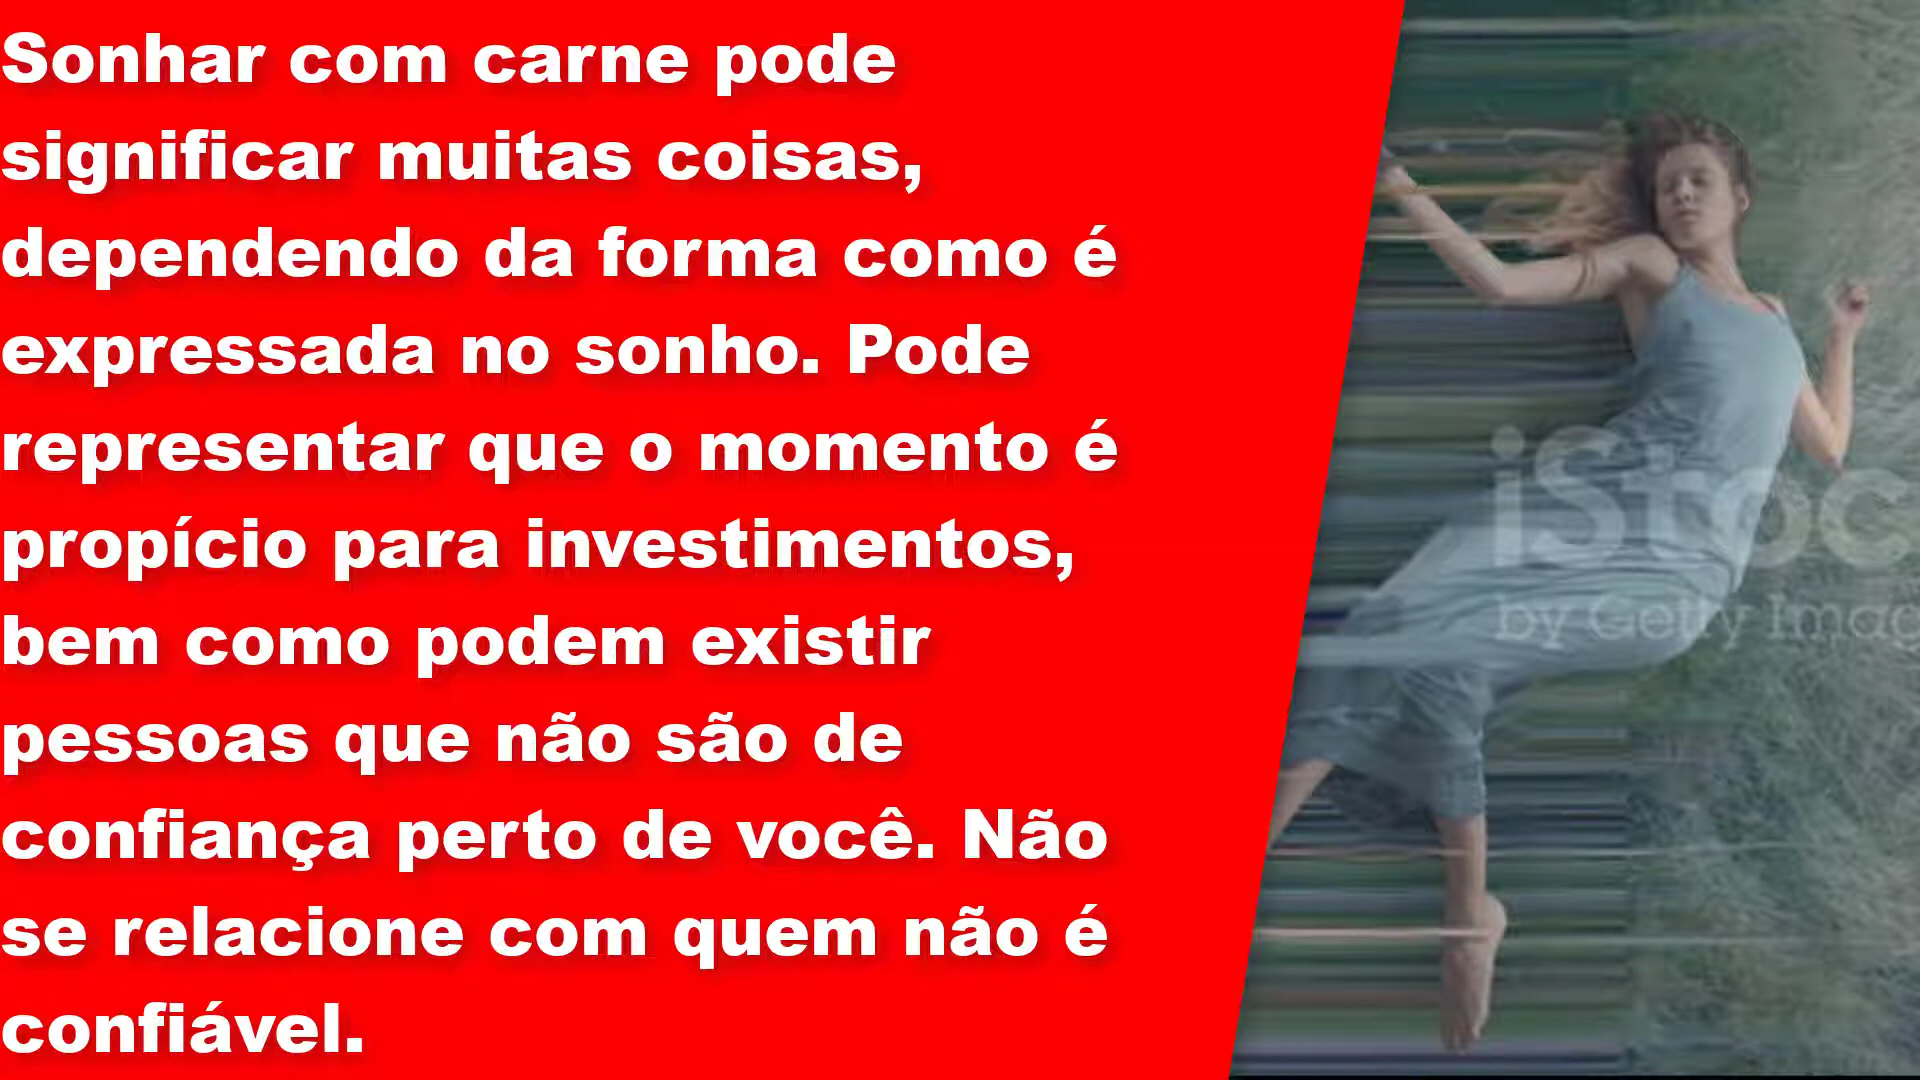 Sonhar com carne pode
significar muitas coisas,
dependendo da forma como é
expressada no sonho. Pode
representar que o momento é
propício para investimentos,
bem como podem existir
pessoas que não são de
confiança perto de você. Não
se relacione com quem não é
confiável.
iStoc
by Getty Imag